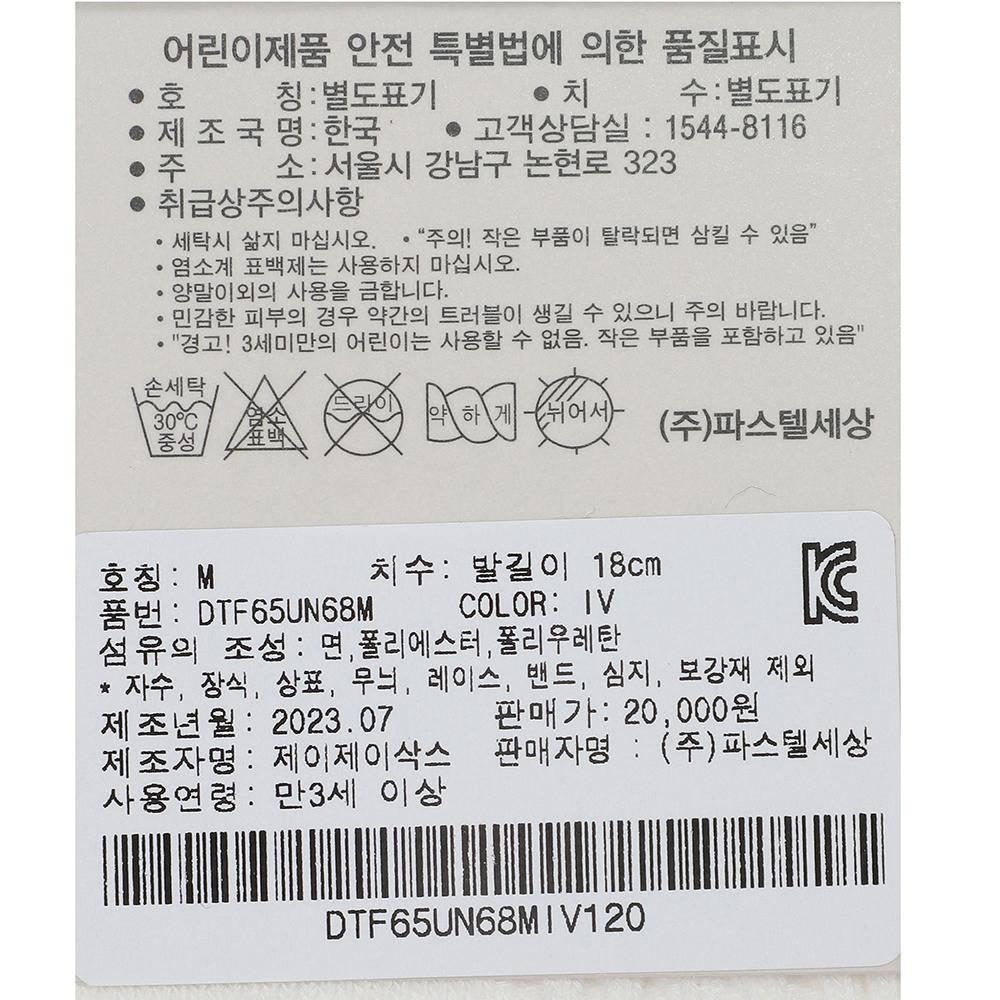 어린이제품 안전 특별법에 의한 품질표시
● 호 칭:별도표기 ● 치 수:별도표기
● 제조국명:한국 ● 고객상담실 : 1544-8116
● 주 소:서울시 강남구 논현로 323
● 취급상주의사항
• 세탁시 삶지 마십시오. • “주의! 작은 부품이 탈락되면 삼킬 수 있음”
• 염소계 표백제는 사용하지 마십시오.
• 양말이외의 사용을 금합니다.
• 민감한 피부의 경우 약간의 트러블이 생길 수 있으니 주의 바랍니다.
• "경고! 3세미만의 어린이는 사용할 수 없음. 작은 부품을 포함하고 있음"
손세탁 30℃ 중성
염소 표백
드라이
약하게
뉘어서
(주)파스텔세상
호칭: M 치수: 발길이 18cm
KC
품번: DTF65UN68M COLOR: IV
섬유의 조성: 면,폴리에스터,폴리우레탄
* 자수, 장식, 상표, 무늬, 레이스, 밴드, 심지, 보강재 제외
제조년월: 2023.07 판매가: 20,000원
제조자명: 제이제이삭스 판매자명 : (주)파스텔세상
사용연령: 만3세 이상
DTF65UN68MIV120